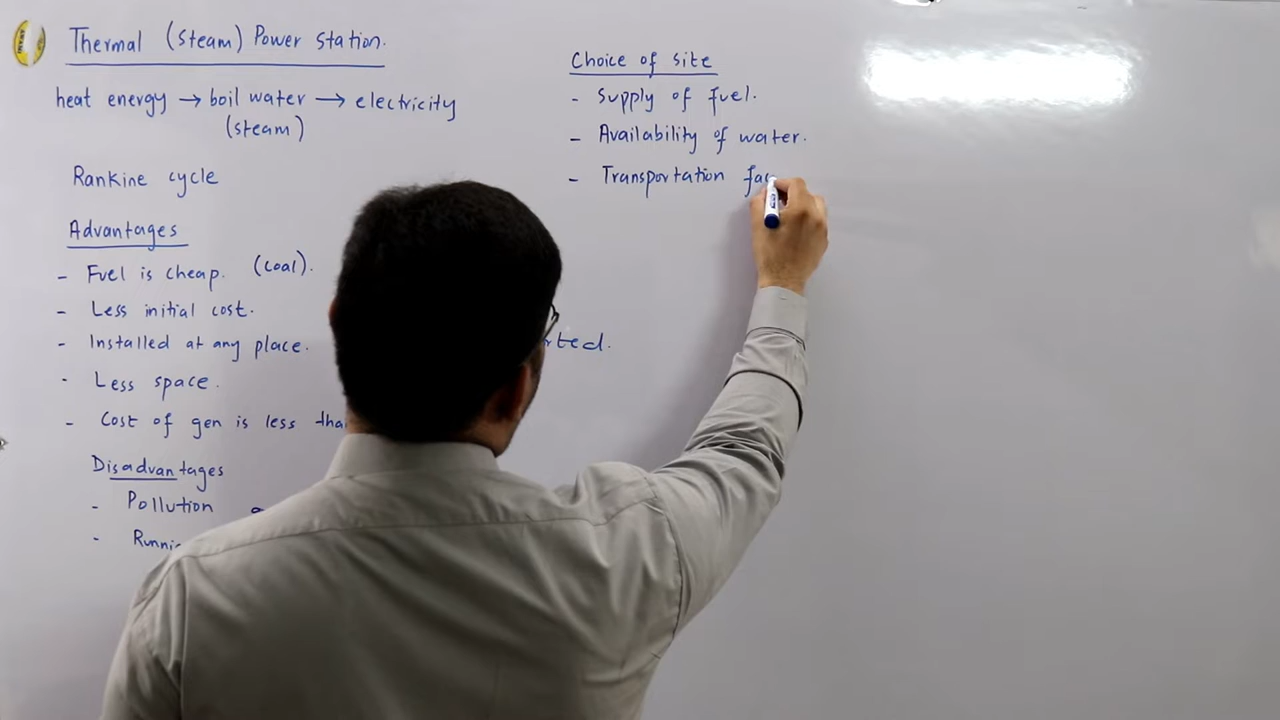 Thermal (Steam) Power Station.
heat energy → boil water → electricity
(steam)
Rankine cycle
Advantages
- Fuel is cheap. (coal).
- Less initial cost.
- Installed at any place.
- Less space.
- Cost of gen is less
Disadvantages
- Pollution
-
Choice of site
- Supply of fuel.
- Availability of water.
- Transportation